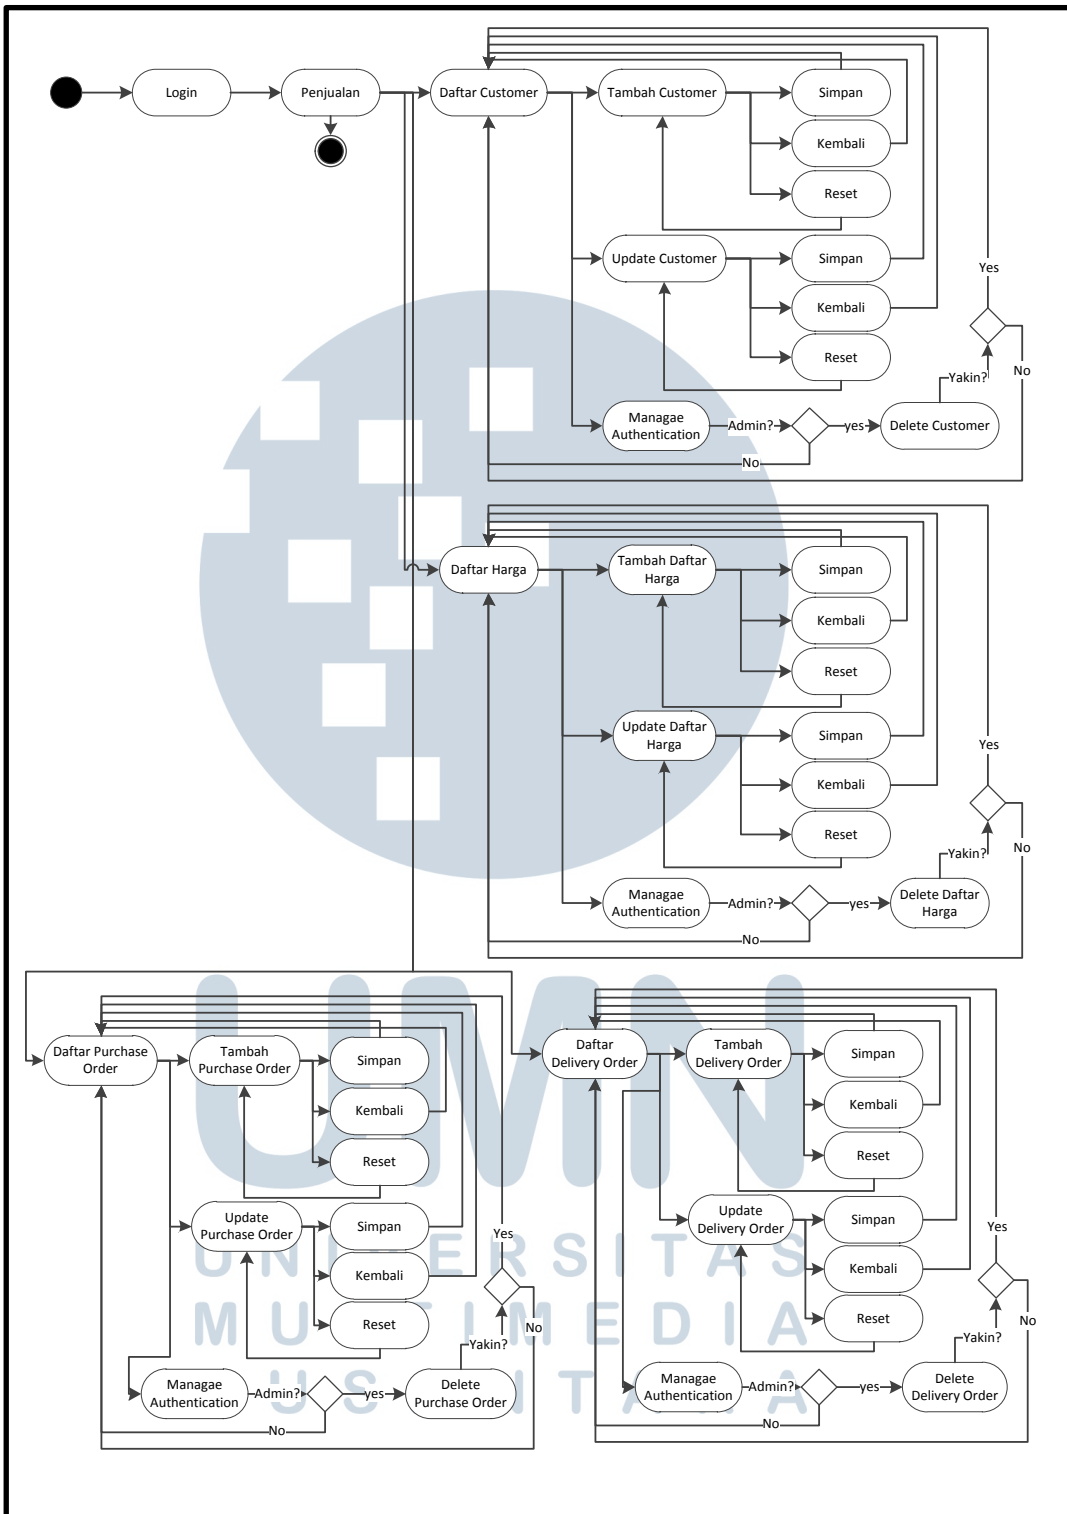 Login
Penjualan
Daftar Customer
Tambah Customer
Simpan
Kembali
Reset
Update Customer
Simpan
Kembali
Reset
Yes
No
Yakin?
Managae
Authentication
Admin?
yes
Delete Customer
No
Daftar Harga
Tambah Daftar
Harga
Simpan
Kembali
Reset
Update Daftar
Harga
Simpan
Kembali
Reset
Yes
No
Yakin?
Managae
Authentication
Admin?
yes
Delete Daftar
Harga
No
Daftar Purchase
Order
Tambah
Purchase Order
Simpan
Kembali
Reset
Update
Purchase Order
Simpan
Kembali
Reset
Yes
No
Yakin?
Managae
Authentication
Admin?
yes
Delete
Purchase Order
No
Daftar
Delivery Order
Tambah
Delivery Order
Simpan
Kembali
Reset
Update
Delivery Order
Simpan
Kembali
Reset
Yes
No
Yakin?
Managae
Authentication
Admin?
yes
Delete
Delivery Order
No
UMN
UNIVERSITAS
MULTIMEDIA
NUSANTARA